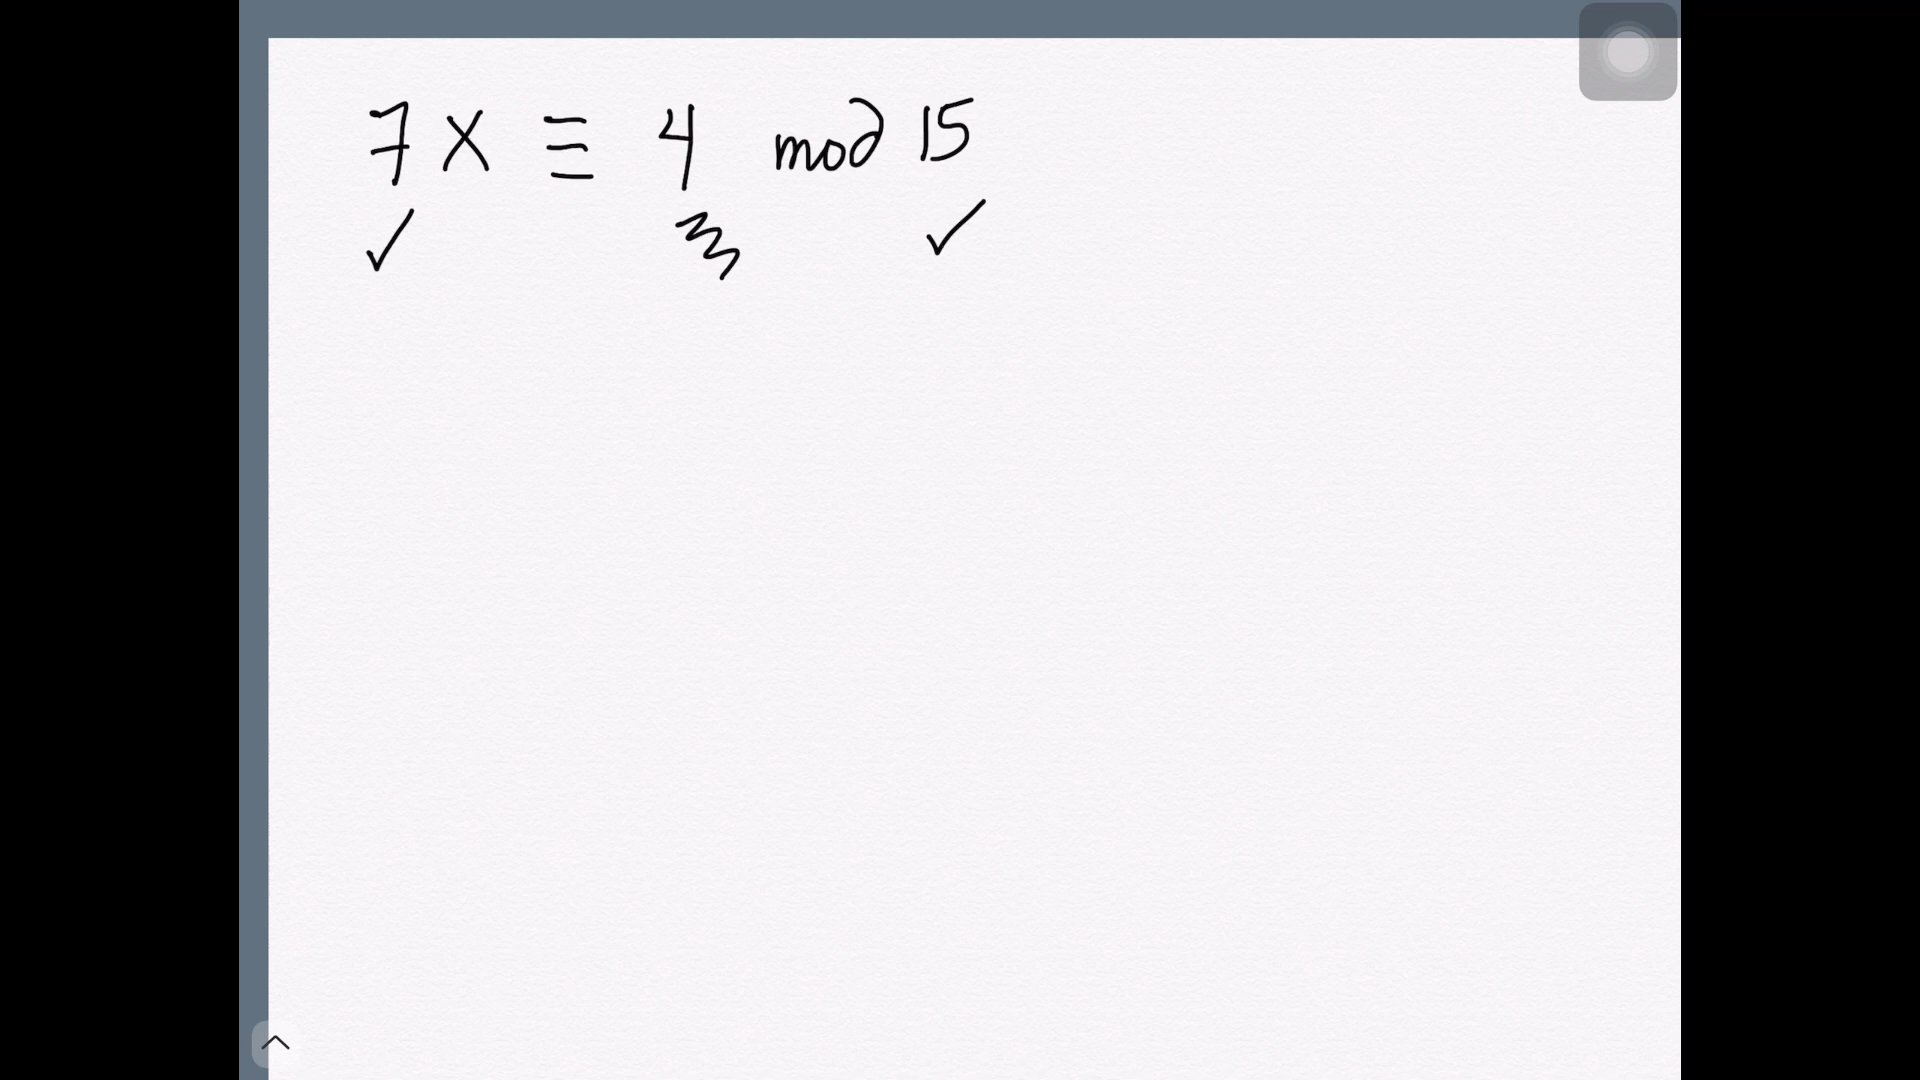 7x ≡ 4 mod 15
✓ ✓